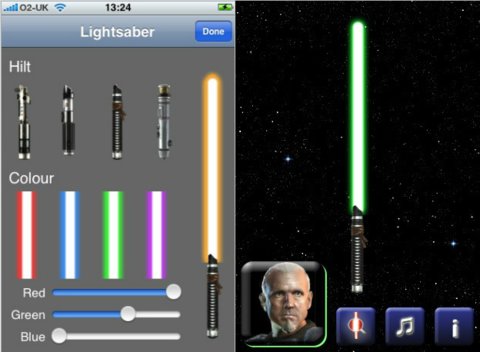 O2-UK 13:24
Lightsaber Done
Hilt
Colour
Red
Green
Blue
i